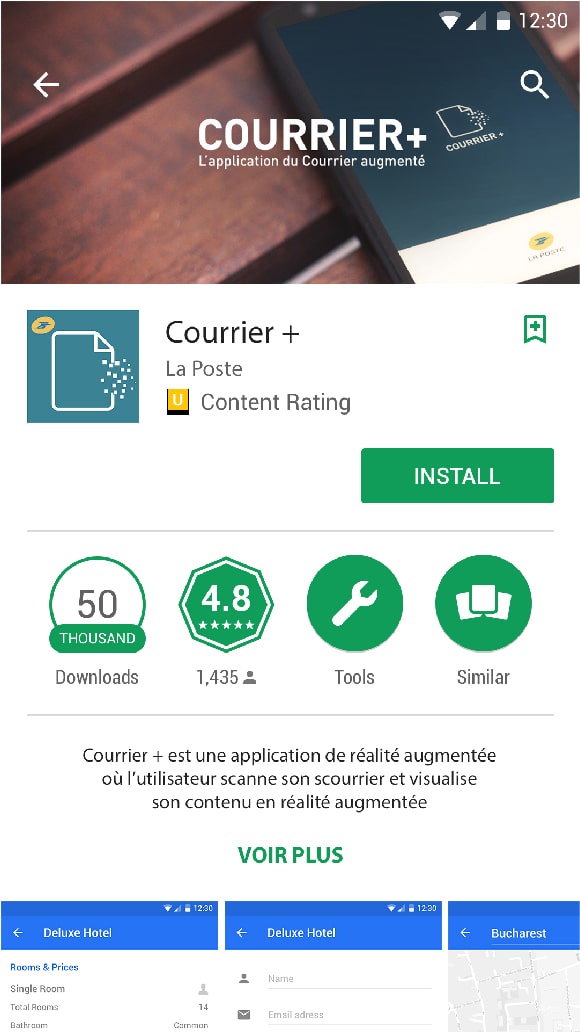 12:30
COURRIER+
L'application du Courrier augmenté
COURRIER +
LA POSTE
Courrier +
La Poste
U Content Rating
INSTALL
50
THOUSAND
4.8
Downloads
1,435
Tools
Similar
Courrier + est une application de réalité augmentée
où l'utilisateur scanne son scourrier et visualise
son contenu en réalité augmentée
VOIR PLUS
12:30
Deluxe Hotel
Rooms & Prices
Single Room
Total Rooms 14
Bathroom Common
12:30
Deluxe Hotel
Name
Email adress
Bucharest